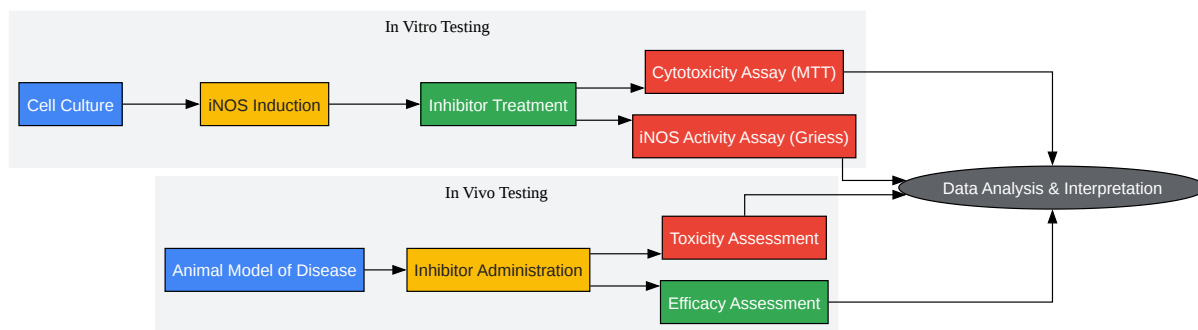 In Vitro Testing
Cell Culture
iNOS Induction
Inhibitor Treatment
Cytotoxicity Assay (MTT)
iNOS Activity Assay (Griess)
In Vivo Testing
Animal Model of Disease
Inhibitor Administration
Toxicity Assessment
Efficacy Assessment
Data Analysis & Interpretation